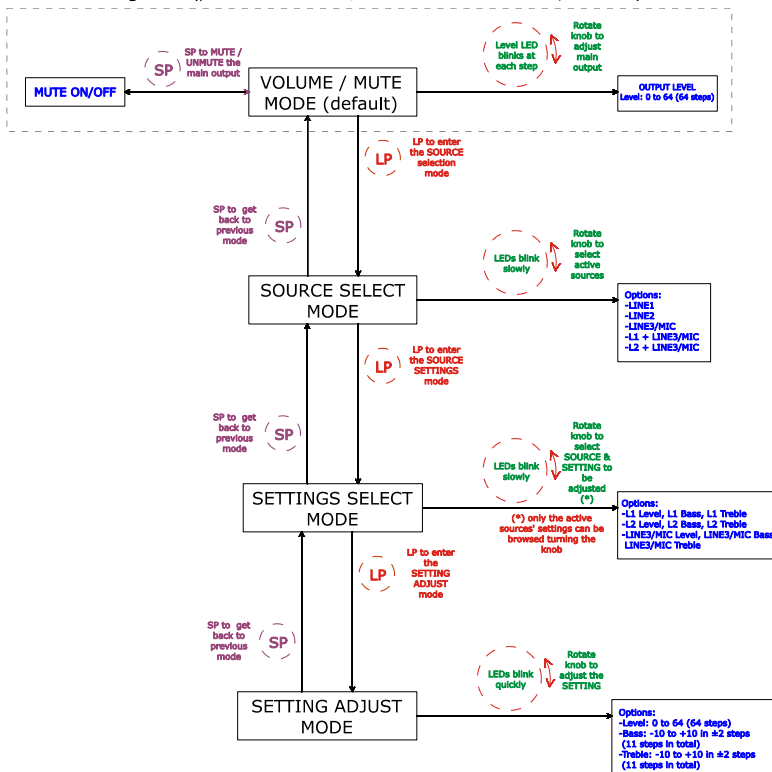 SP to MUTE /
UNMUTE the
main output
SP
MUTE ON/OFF
VOLUME / MUTE
MODE (default)
Level LED
blinks at
each step
Rotate
knob to
adjust
main
output
OUTPUT LEVEL
Level: 0 to 64 (64 steps)
LP
LP to enter
the SOURCE
selection
mode
SP to get
back to
previous
mode
SP
LEDs blink
slowly
Rotate
knob to
select
active
sources
SOURCE SELECT
MODE
Options:
-LINE1
-LINE2
-LINE3/MIC
-L1 + LINE3/MIC
-L2 + LINE3/MIC
LP
LP to enter
the SOURCE
SETTINGS
mode
SP to get
back to
previous
mode
SP
LEDs blink
slowly
Rotate
knob to
select
SOURCE &
SETTING to
be
adjusted
(*)
SETTINGS SELECT
MODE
(*) only the active
sources' settings can be
browsed turning the
knob
Options:
-L1 Level, L1 Bass, L1 Treble
-L2 Level, L2 Bass, L2 Treble
-LINE3/MIC Level, LINE3/MIC Bass
LINE3/MIC Treble
LP
LP to enter
the
SETTING
ADJUST
mode
SP to get
back to
previous
mode
SP
LEDs blink
quickly
Rotate
knob to
adjust the
SETTING
SETTING ADJUST
MODE
Options:
-Level: 0 to 64 (64 steps)
-Bass: -10 to +10 in ±2 steps
(11 steps in total)
-Treble: -10 to +10 in ±2 steps
(11 steps in total)